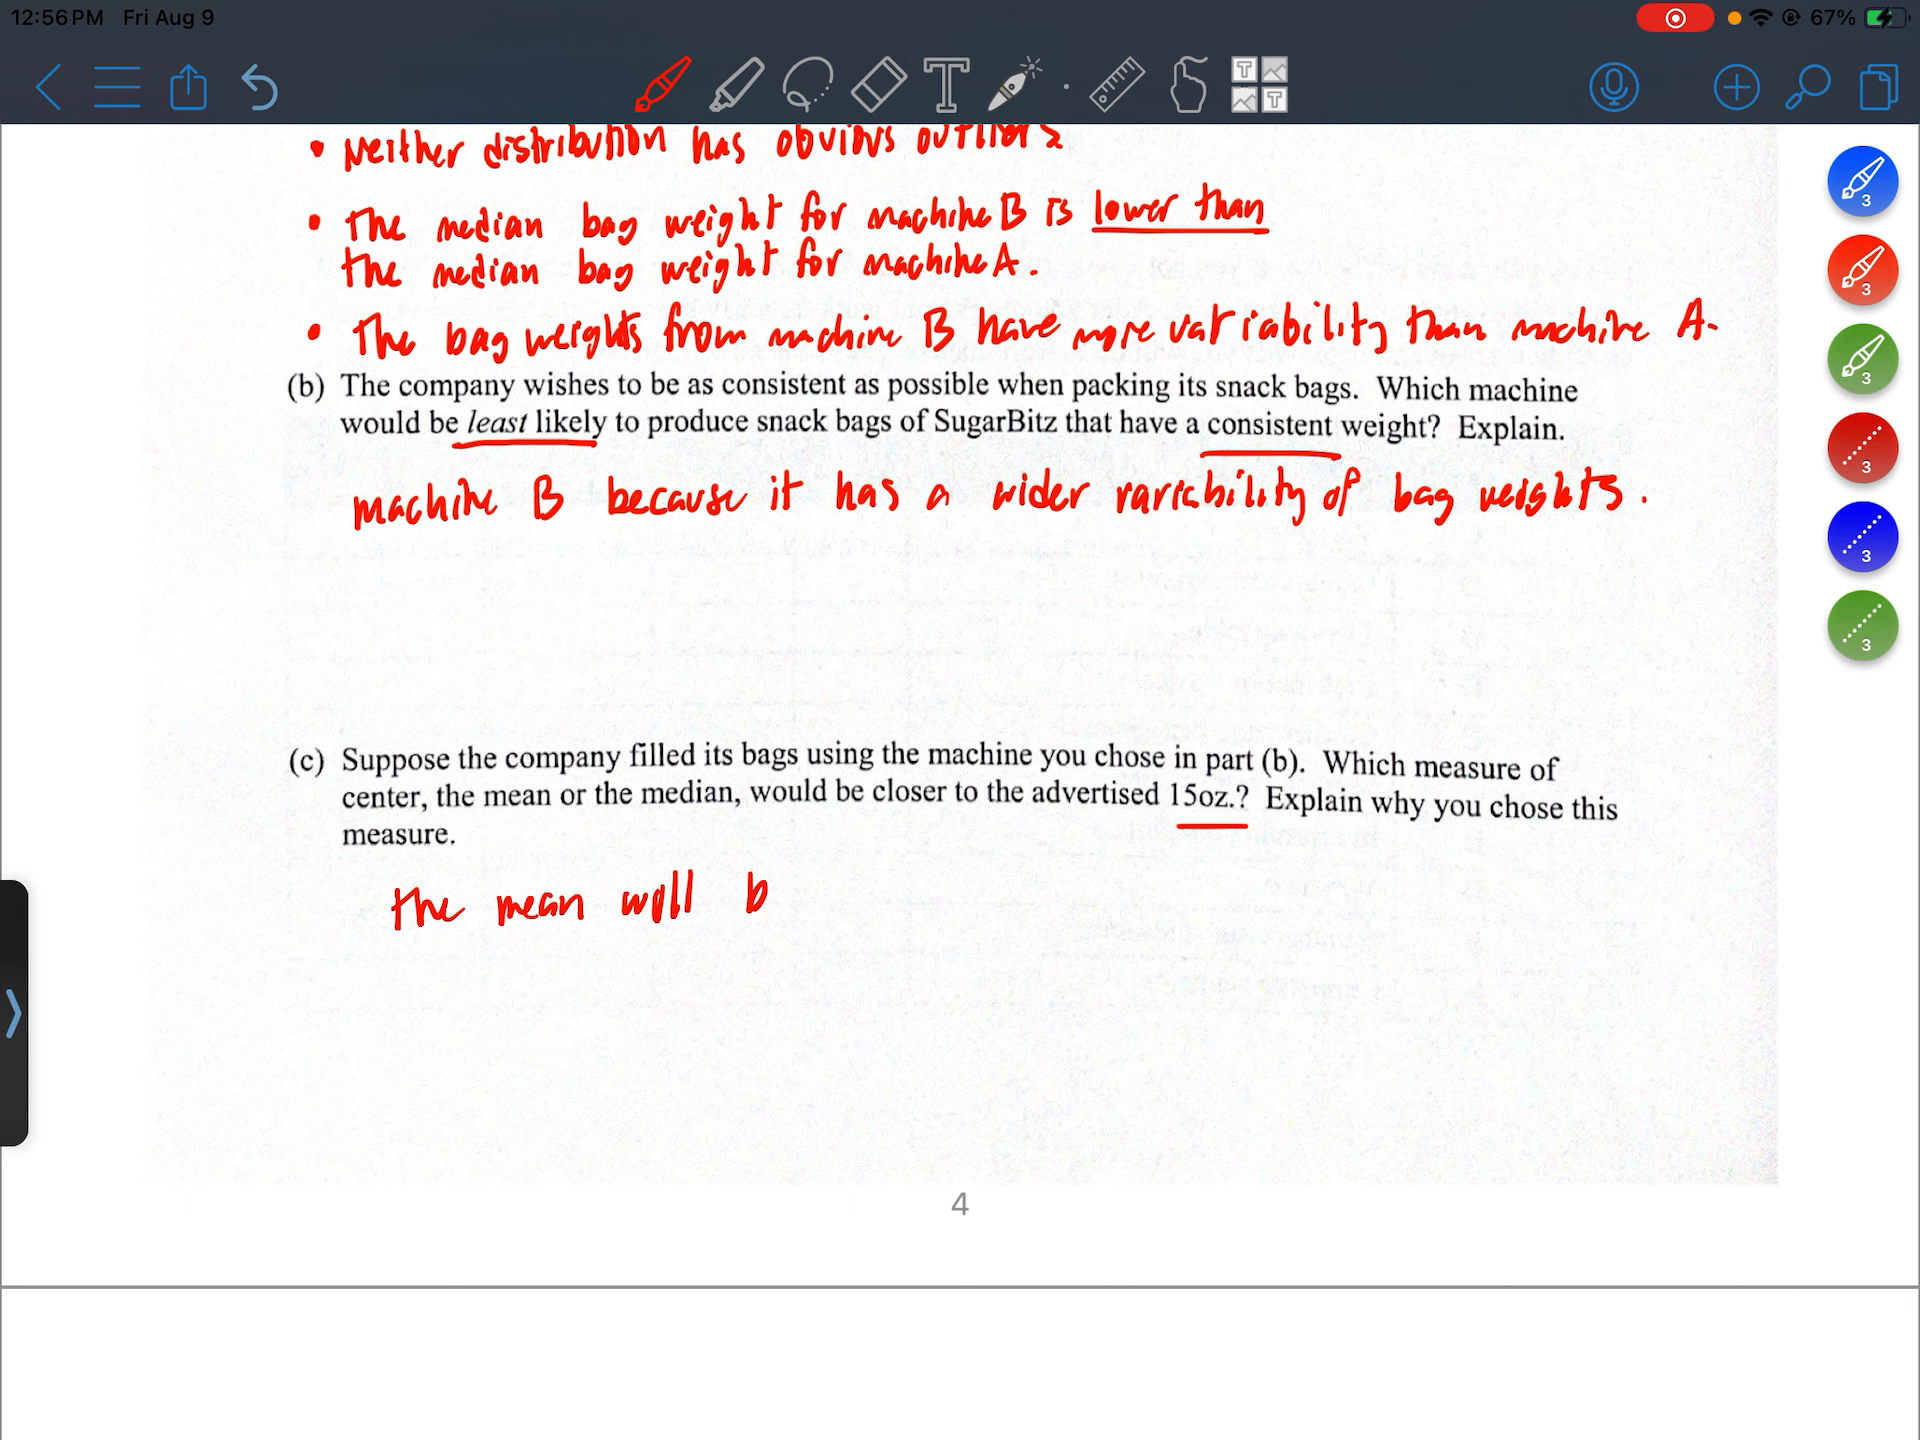 12:56 PM Fri Aug 9
67%
• Neither distribution has obvious outliers
• The median bag weight for machine B is lower than
the median bag weight for machine A.
• The bag weights from machine B have more variability than machine A.
(b) The company wishes to be as consistent as possible when packing its snack bags. Which machine
would be least likely to produce snack bags of SugarBitz that have a consistent weight? Explain.
machine B because it has a wider variability of bag weights.
(c) Suppose the company filled its bags using the machine you chose in part (b). Which measure of
center, the mean or the median, would be closer to the advertised 15oz.? Explain why you chose this
measure.
the mean will b
4
3
3
3
3
3
3